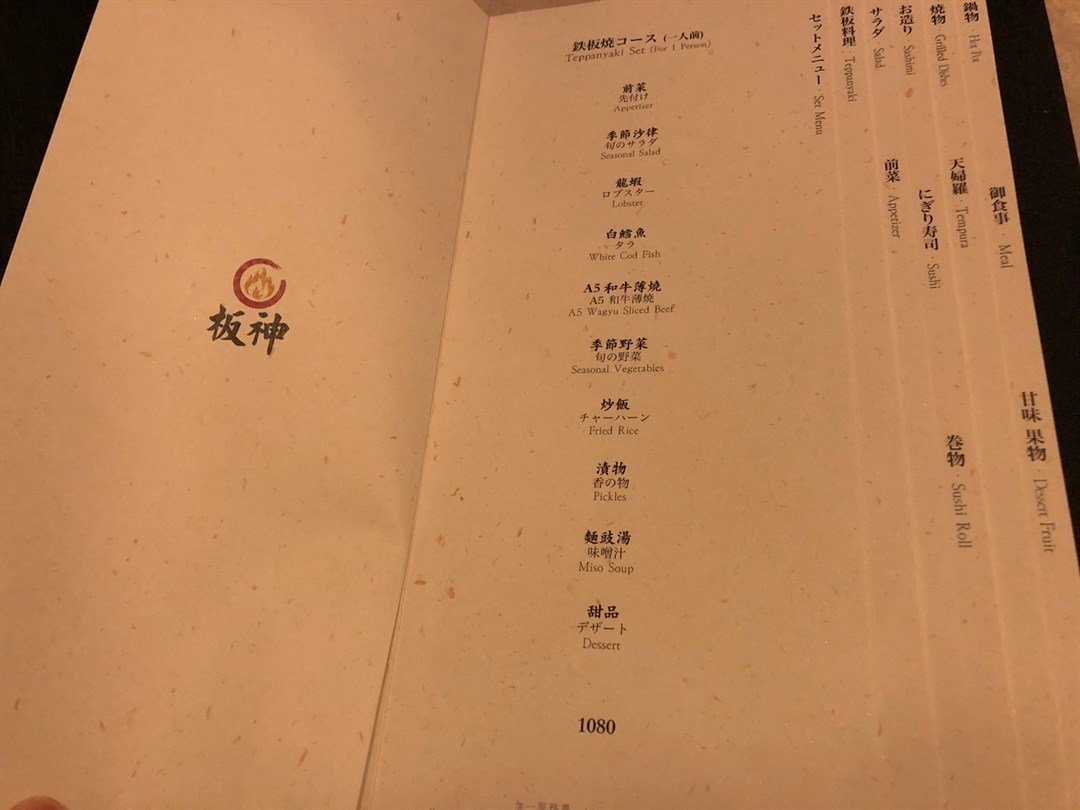 板神
鉄板焼コース (一人前)
Teppanyaki Set (For 1 Person)
前菜
先付け
Appetizer
季節沙律
旬のサラダ
Seasonal Salad
龍蝦
ロブスター
Lobster
白鱈魚
タラ
White Cod Fish
A5 和牛薄燒
A5 和牛薄燒
A5 Wagyu Sliced Beef
季節野菜
旬の野菜
Seasonal Vegetables
炒飯
チャーハーン
Fried Rice
漬物
香の物
Pickles
麵豉湯
味噌汁
Miso Soup
甜品
デザート
Dessert
1080
セットメニュー · Set Menu
鉄板料理 · Teppanyaki
サラダ · Salad
前菜 · Appetizer
お造り · Sashimi
にぎり寿司 · Sushi
焼物 · Grilled Dishes
天婦羅 · Tempura
巻物 · Sushi Roll
鍋物 · Hot Pot
御食事 · Meal
甘味 果物 · Dessert Fruit